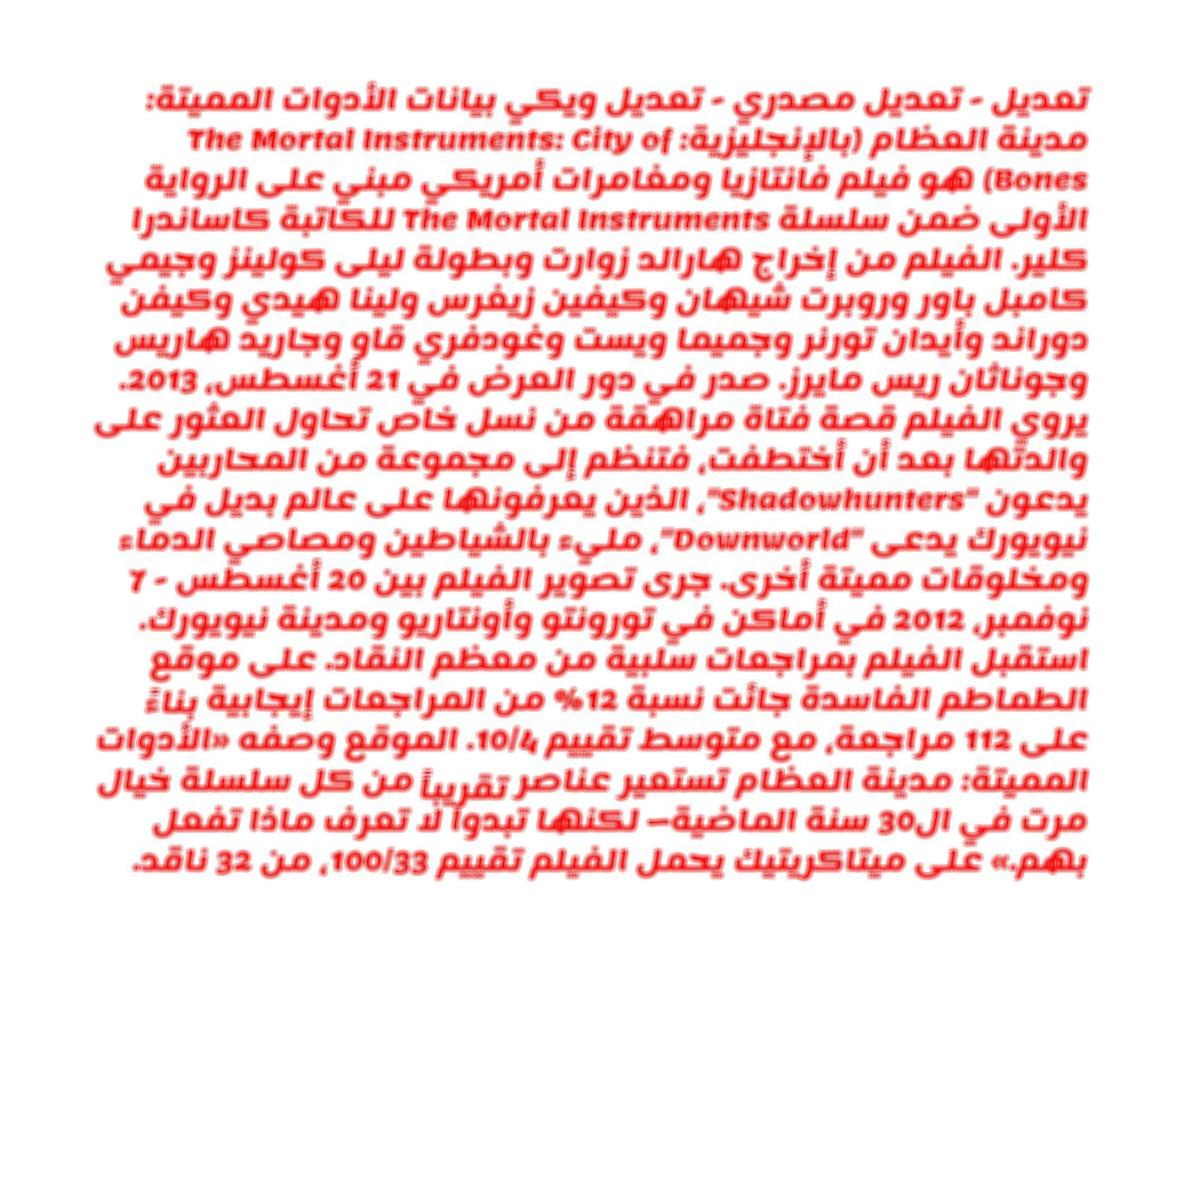 تعديل - تعديل مصدري - تعديل ويكي بيانات الأدوات المميتة:
مدينة العظام (بالإنجليزية: The Mortal Instruments: City of
Bones) هو فيلم فانتازيا ومغامرات أمريكي مبني على الرواية
الأولى ضمن سلسلة The Mortal Instruments للكاتبة كاساندرا
كلير. الفيلم من إخراج هارالد زوارت وبطولة ليلى كولينز وجيمي
كامبل باور وروبرت شيهان وكيفين زيغرس ولينا هيدي وكيفن
دوراند وأيدان تورنر وجميما ويست وغودفري قاو وجاريد هاريس
وجوناثان ريس مايرز. صدر في دور العرض في 21 أغسطس، 2013.
يروي الفيلم قصة فتاة مراهقة من نسل خاص تحاول العثور على
والدتها بعد أن أختطفت، فتنظم إلى مجموعة من المحاربين
يدعون "Shadowhunters"، الذين يعرفونها على عالم بديل في
نيويورك يدعى "Downworld"، مليء بالشياطين ومصاصي الدماء
ومخلوقات مميتة أخرى. جرى تصوير الفيلم بين 20 أغسطس - 7
نوفمبر، 2012 في أماكن في تورونتو وأونتاريو ومدينة نيويورك.
استقبل الفيلم بمراجعات سلبية من معظم النقاد. على موقع
الطماطم الفاسدة جائت نسبة 12% من المراجعات إيجابية بناءً
على 112 مراجعة، مع متوسط تقييم 10/4. الموقع وصفه «الأدوات
المميتة: مدينة العظام تستعير عناصر تقريباً من كل سلسلة خيال
مرت في ال30 سنة الماضية– لكنها تبدوا لا تعرف ماذا تفعل
بهم.» على ميتاكريتيك يحمل الفيلم تقييم 100/33، من 32 ناقد.